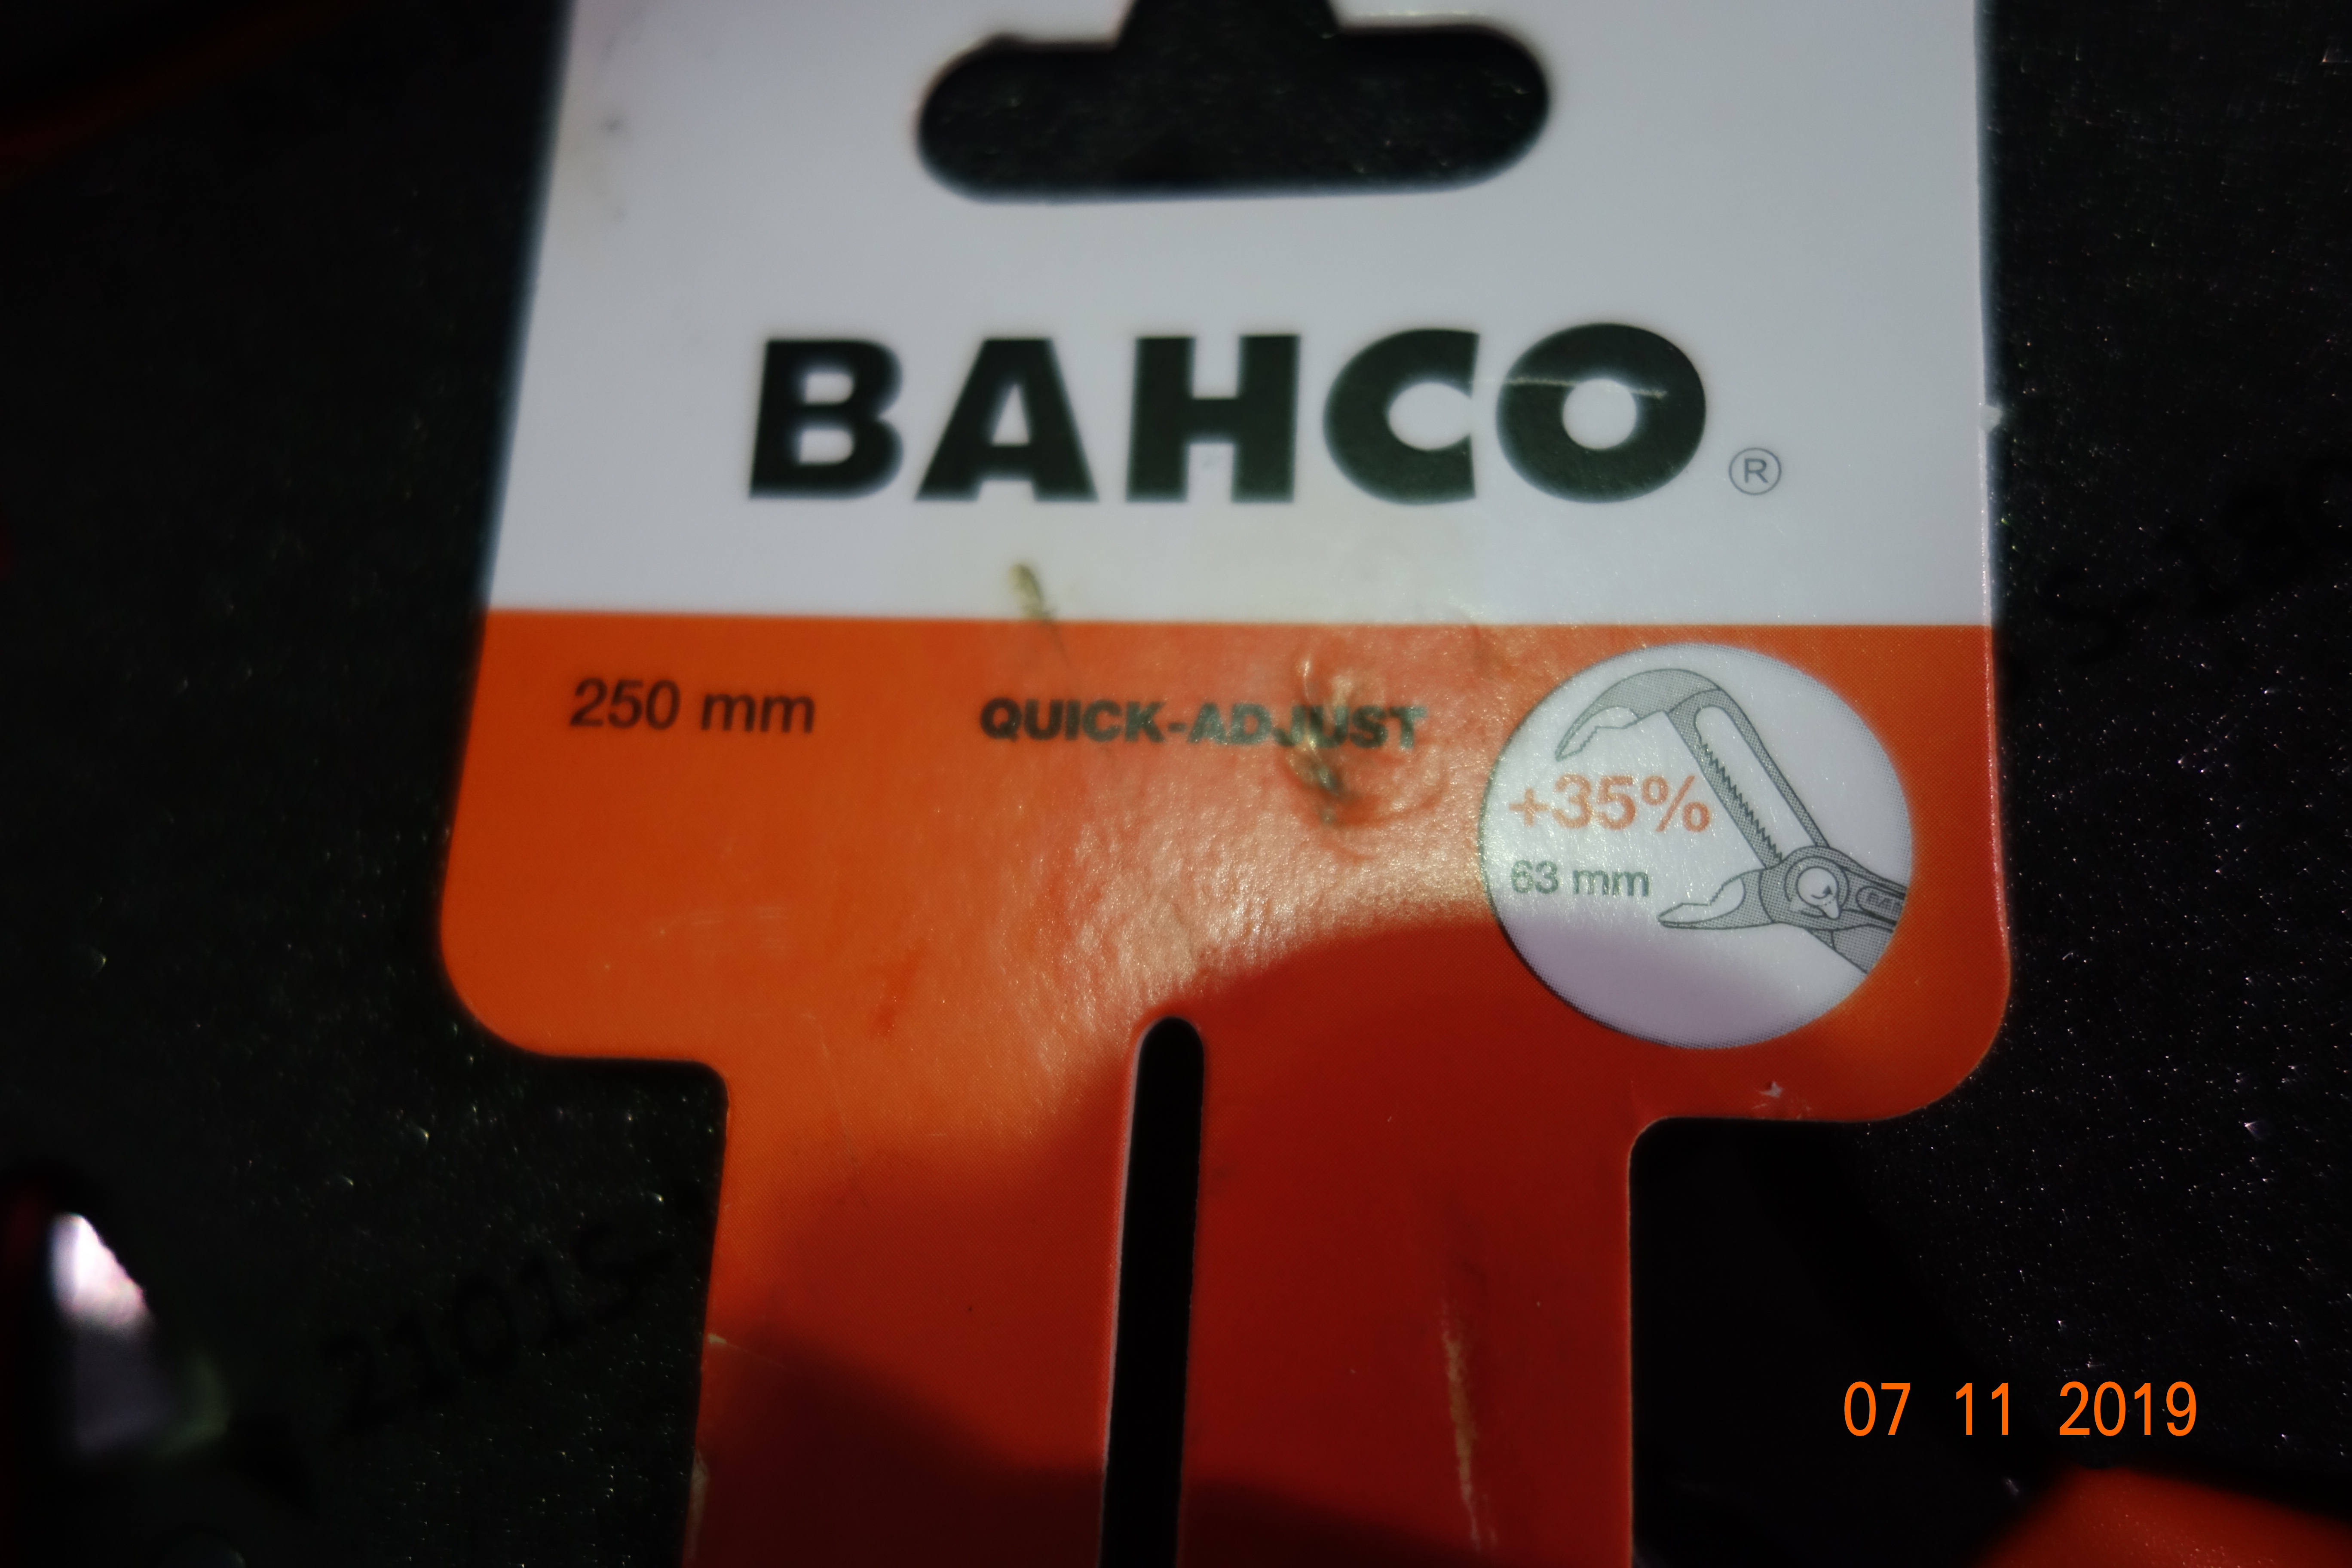 BAHCO®
250 mm QUICK-ADJUST
+35%
63 mm
07 11 2019